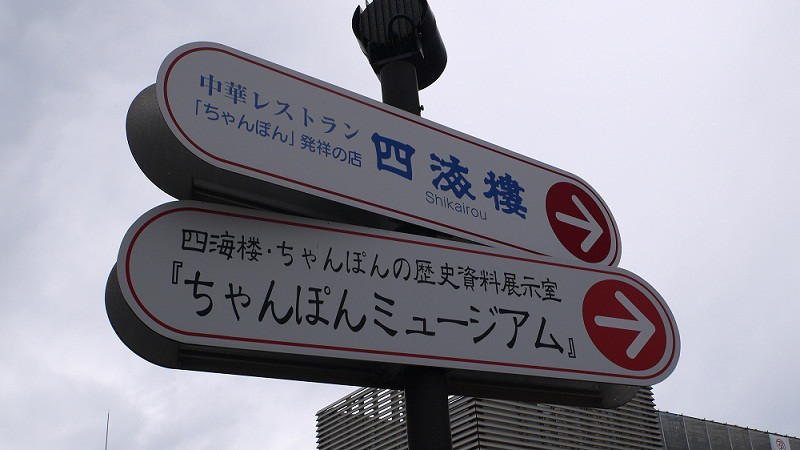 中華レストラン
「ちゃんぽん」発祥の店
四海樓
Shikairou
四海楼・ちゃんぽんの歴史資料展示室
『ちゃんぽんミュージアム』